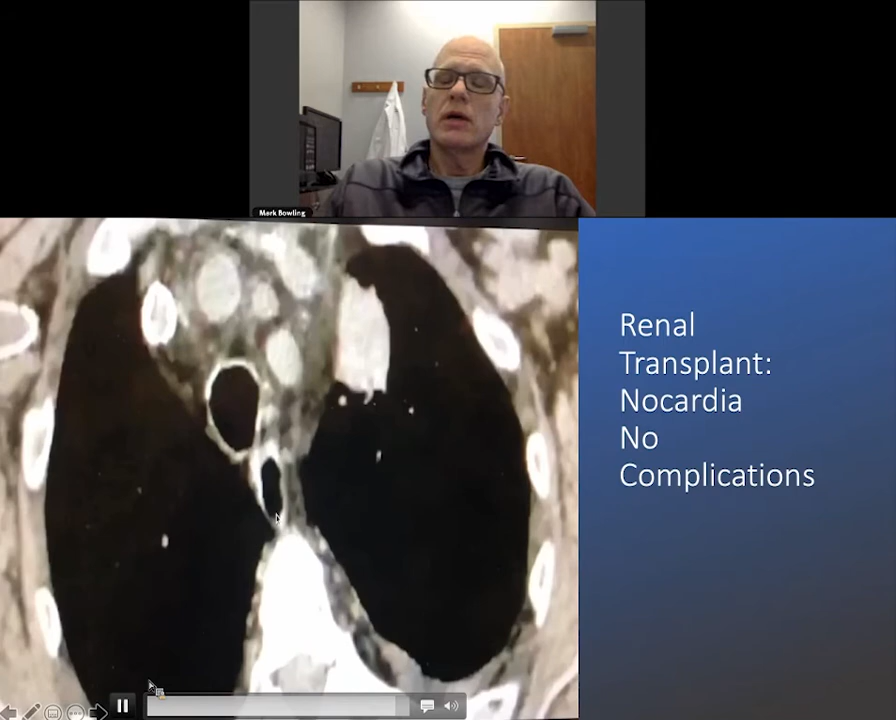 Mark Bowling
Renal
Transplant:
Nocardia
No
Complications